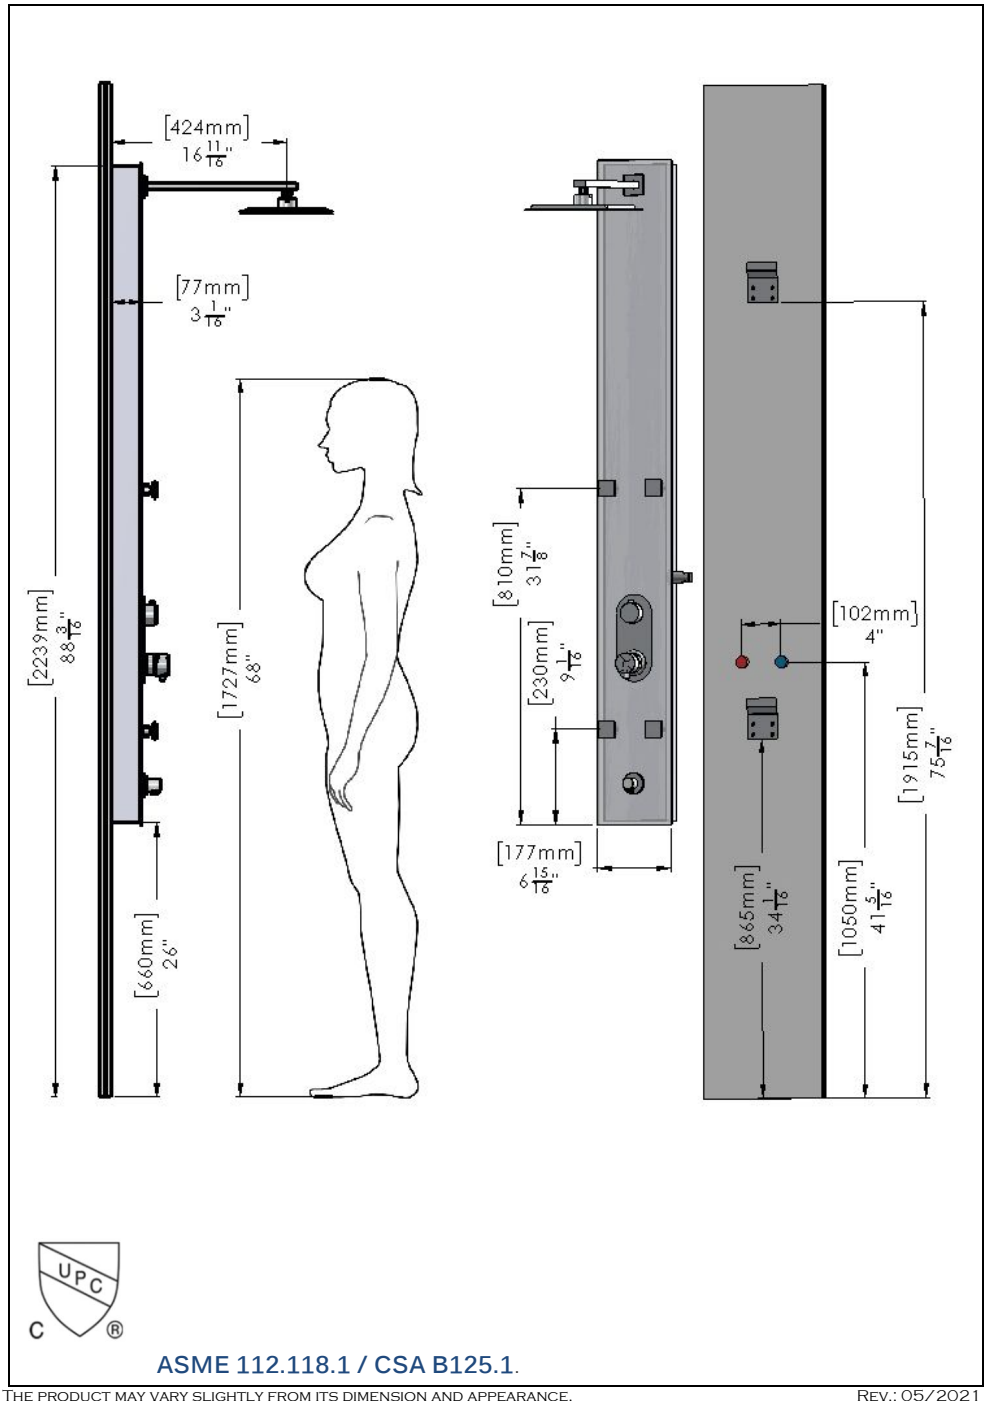 [424mm]
16 11/16"
[77mm]
3 1/16"
[2239mm]
88 3/16"
[1727mm]
68"
[660mm]
26"
[810mm]
31 7/8"
[230mm]
9 1/16"
[177mm]
6 15/16"
[102mm]
4"
[1915mm]
75 7/16"
[865mm]
34 1/16"
[1050mm]
41 5/16"
UPC
C ®
ASME 112.118.1 / CSA B125.1.
THE PRODUCT MAY VARY SLIGHTLY FROM ITS DIMENSION AND APPEARANCE.
REV.: 05/2021